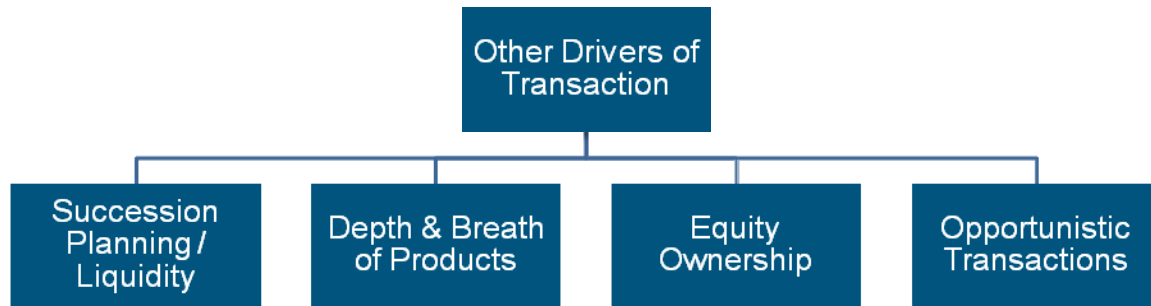 Other Drivers of
Transaction
Succession
Planning /
Liquidity
Depth & Breath
of Products
Equity
Ownership
Opportunistic
Transactions